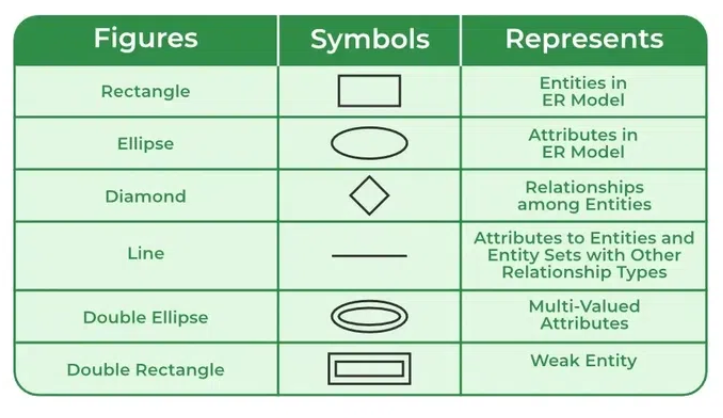 Figures
Symbols
Represents
Rectangle
Entities in
ER Model
Ellipse
Attributes in
ER Model
Diamond
Relationships
among Entities
Line
Attributes to Entities and
Entity Sets with Other
Relationship Types
Double Ellipse
Multi-Valued
Attributes
Double Rectangle
Weak Entity